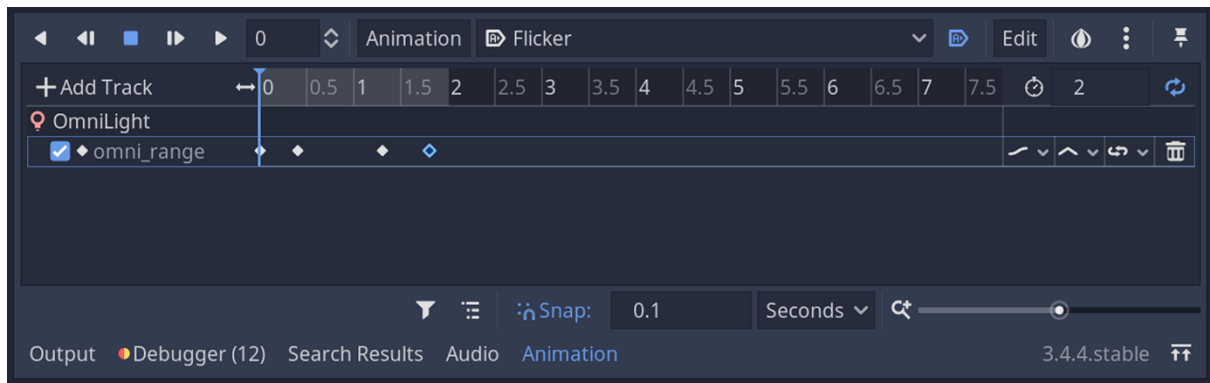 0 Animation Flicker Edit
Add Track 0 0.5 1 1.5 2 2.5 3 3.5 4 4.5 5 5.5 6 6.5 7 7.5 2
OmniLight
omni_range
Snap: 0.1 Seconds
Output Debugger (12) Search Results Audio Animation 3.4.4.stable